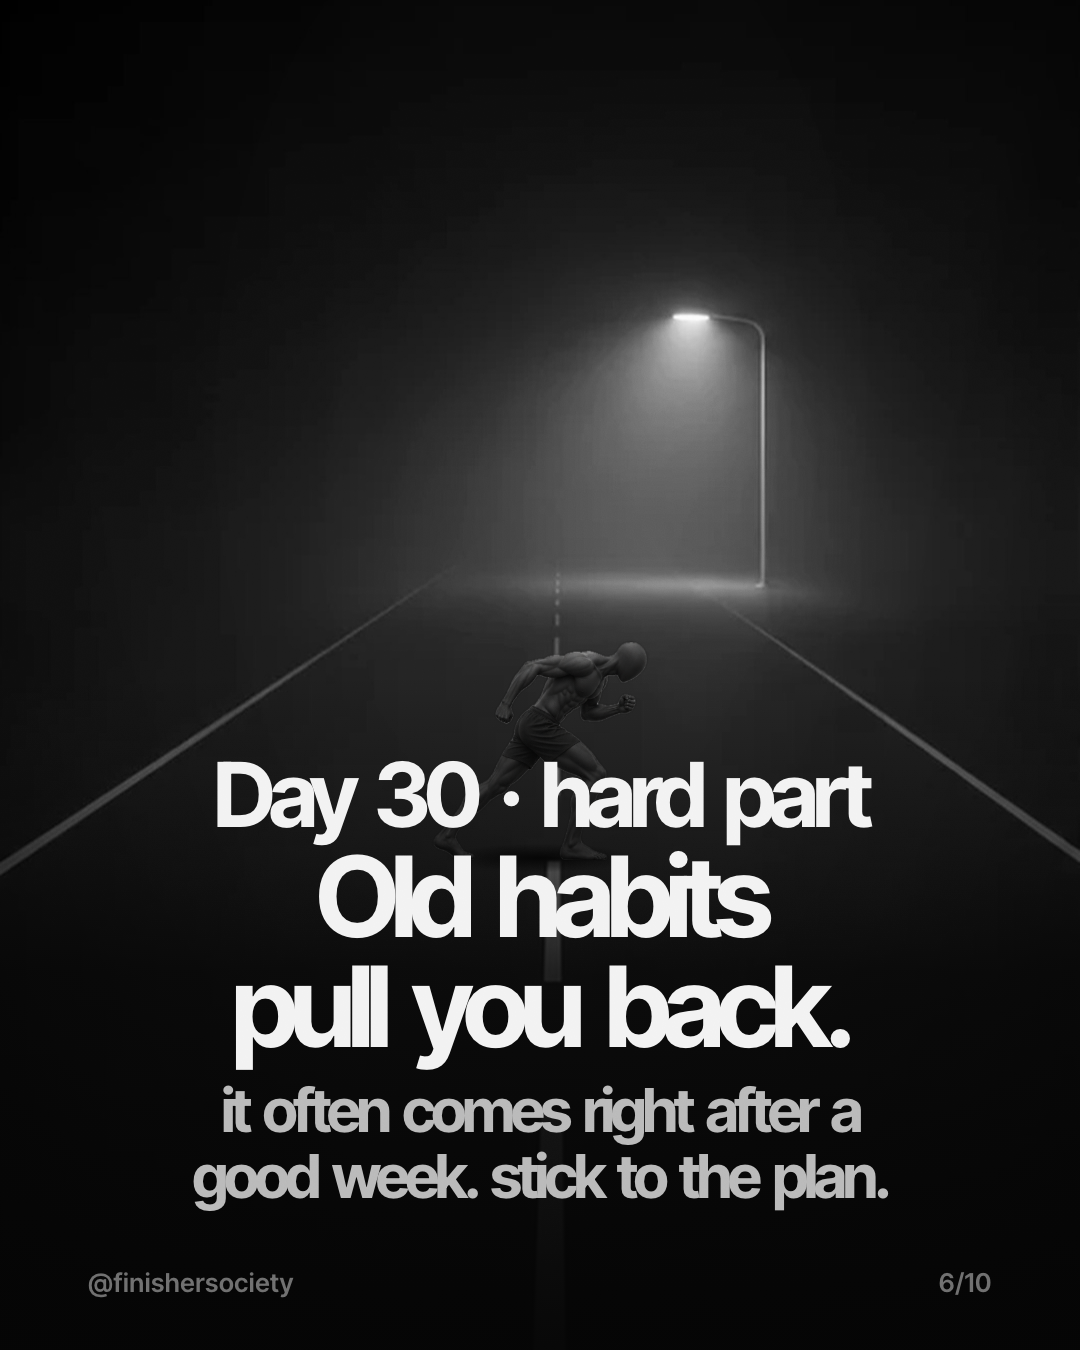 Day 30 · hard part
Old habits
pull you back.
it often comes right after a
good week. stick to the plan.
@finishersociety
6/10